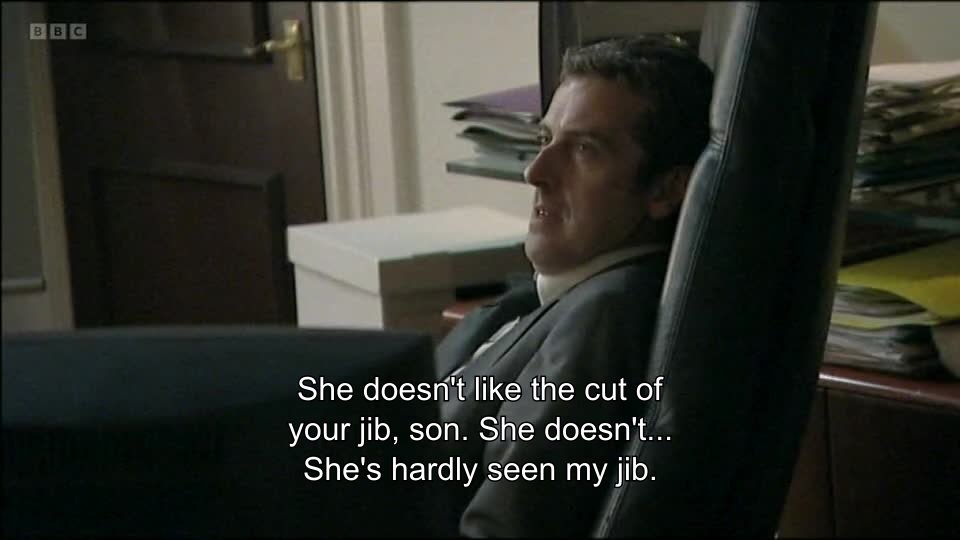 BBC
She doesn't like the cut of
your jib, son. She doesn't...
She's hardly seen my jib.